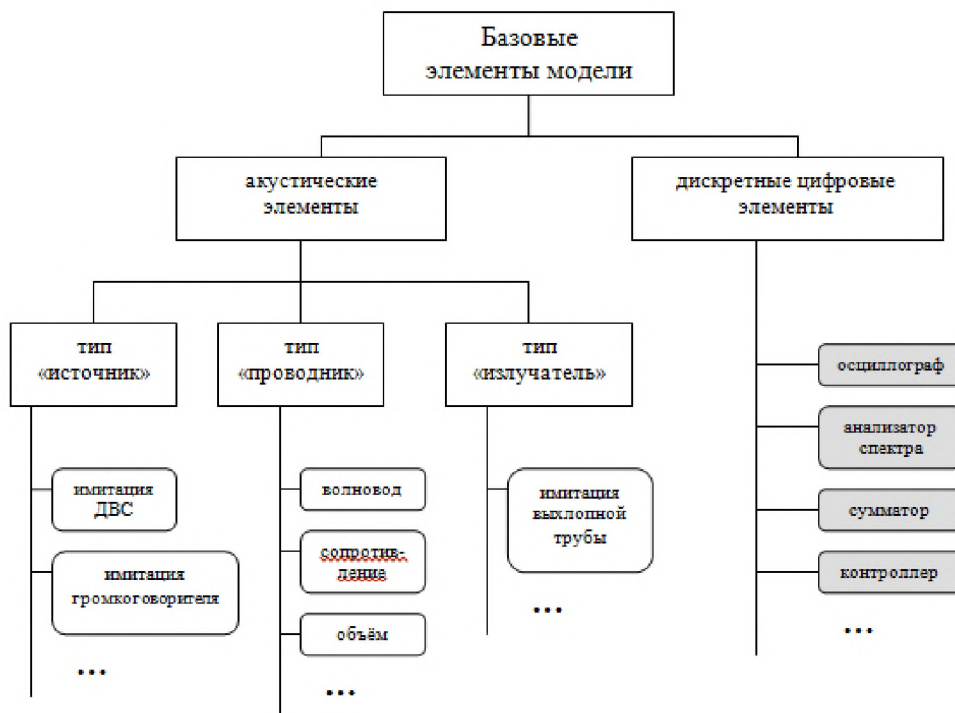 Базовые
элементы модели
акустические
элементы
дискретные цифровые
элементы
тип
«источник»
тип
«проводник»
тип
«излучатель»
имитация
ДВС
имитация
громкоговорителя
...
волновод
сопротив-
ление
объём
...
имитация
выхлопной
трубы
...
осциллограф
анализатор
спектра
сумматор
контроллер
...